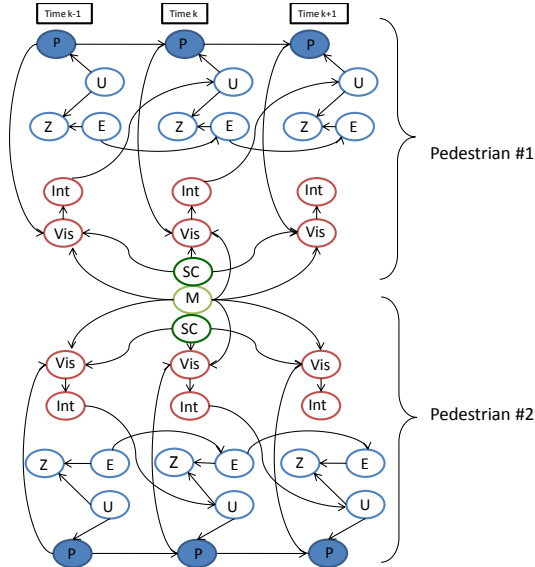 Time k-1 Time k Time k+1
P P P
U U U
Z E Z E Z E
Pedestrian #1
Int Int Int
Vis Vis Vis
SC
M
SC
Vis Vis Vis
Int Int Int
Pedestrian #2
Z E Z E Z E
U U U
P P P